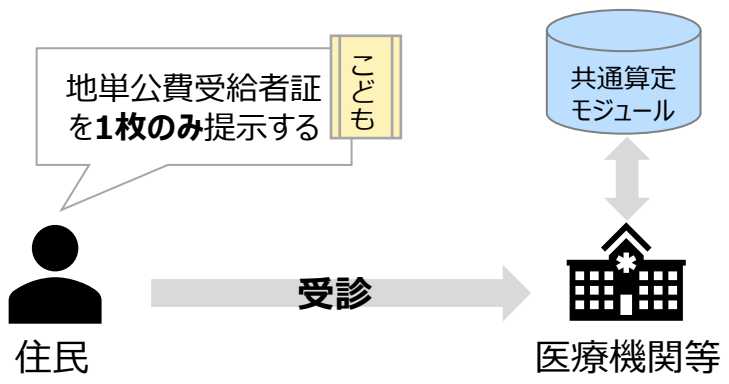 地単公費受給者証
を1枚のみ提示する
こども
共通算定
モジュール
受診
住民
医療機関等